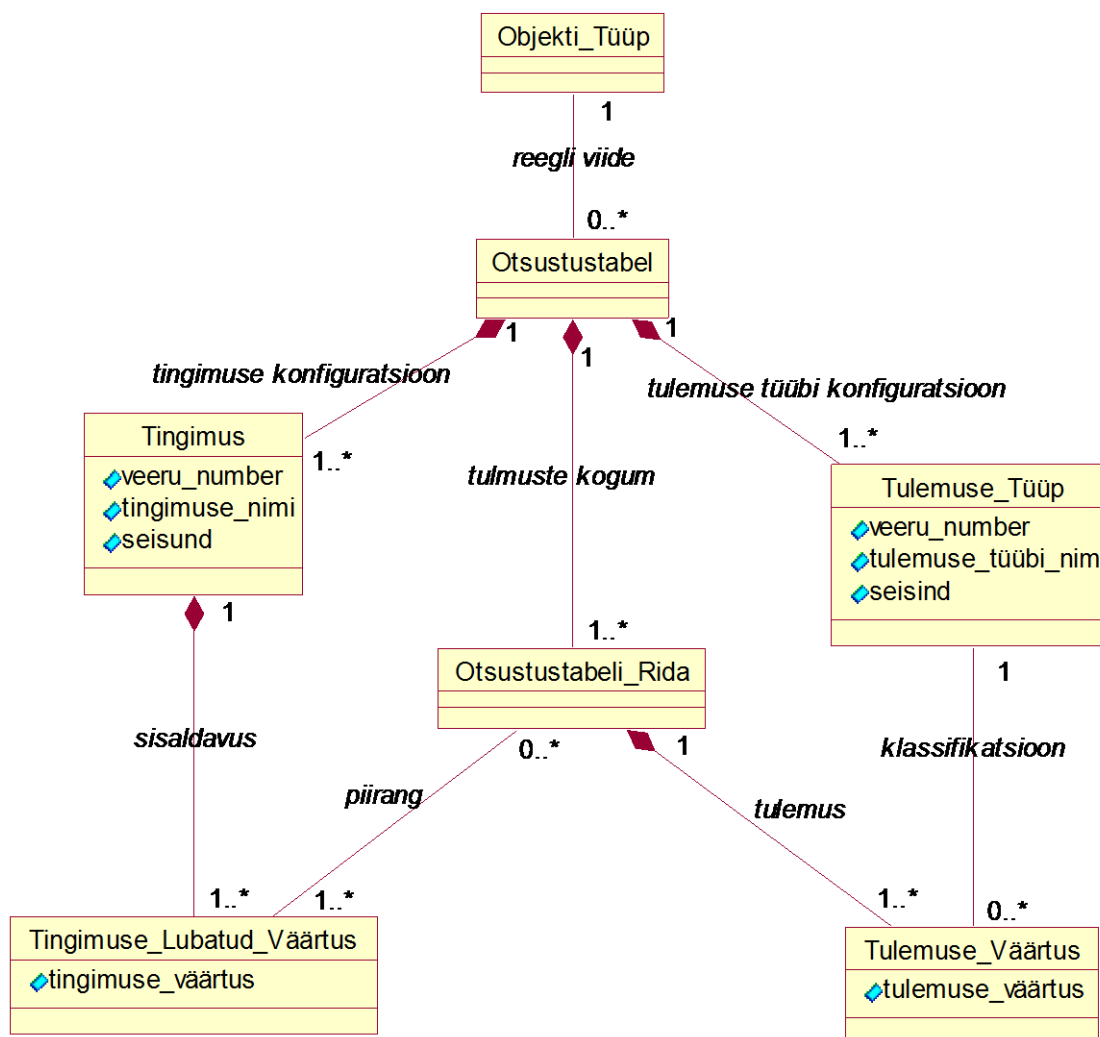 Objekti_Tüüp
1
reegli viide
0..*
Otsustustabel
1
1
1
tingimuse konfiguratsioon
tulemuse tüübi konfiguratsioon
Tingimus
veeru_number
tingimuse_nimi
seisund
1..*
1..*
tulmuste kogum
Tulemuse_Tüüp
veeru_number
tulemuse_tüübi_nim
seisind
1
1..*
Otsustustabeli_Rida
1
sisaldavus
0..*
1
klassifikatsioon
piirang
tulemus
1..*
1..*
1..*
0..*
Tingimuse_Lubatud_Väärtus
tingimuse_väärtus
Tulemuse_Väärtus
tulemuse_väärtus